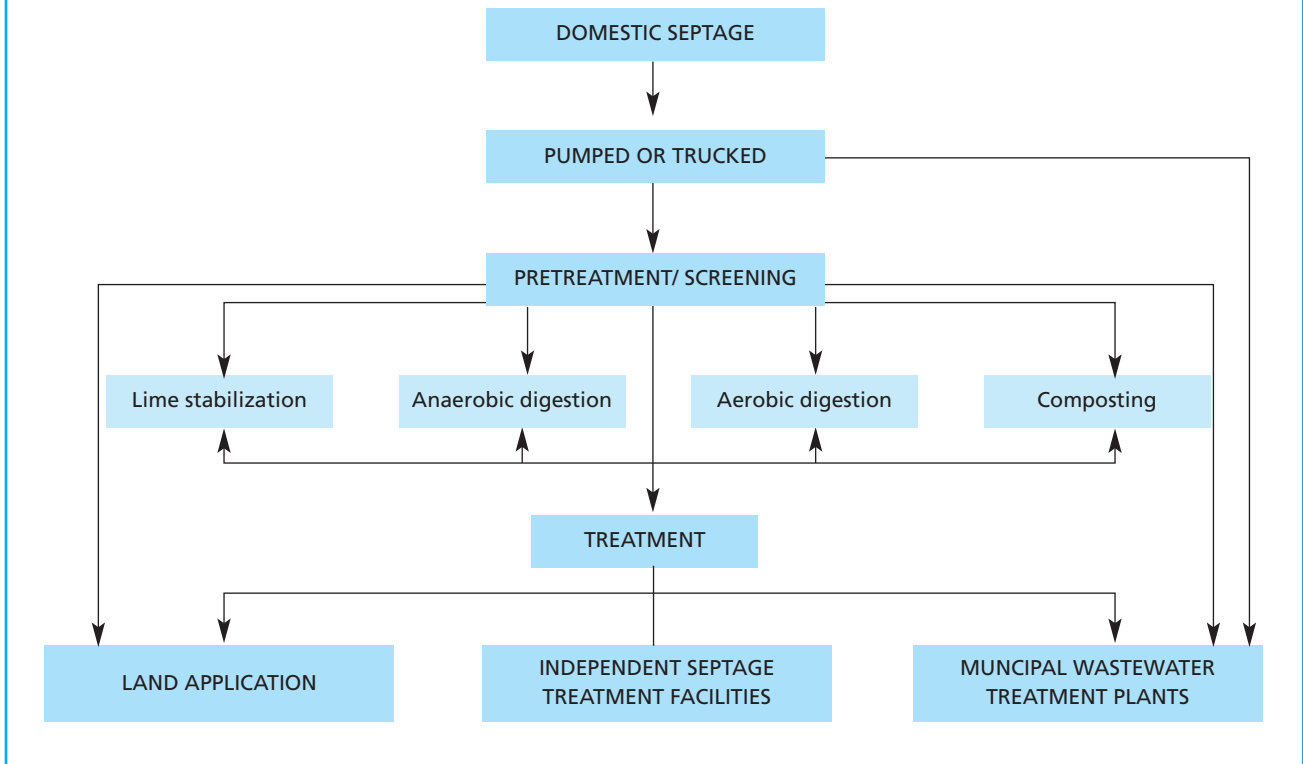 DOMESTIC SEPTAGE
PUMPED OR TRUCKED
PRETREATMENT/ SCREENING
Lime stabilization
Anaerobic digestion
Aerobic digestion
Composting
TREATMENT
LAND APPLICATION
INDEPENDENT SEPTAGE
TREATMENT FACILITIES
MUNCIPAL WASTEWATER
TREATMENT PLANTS